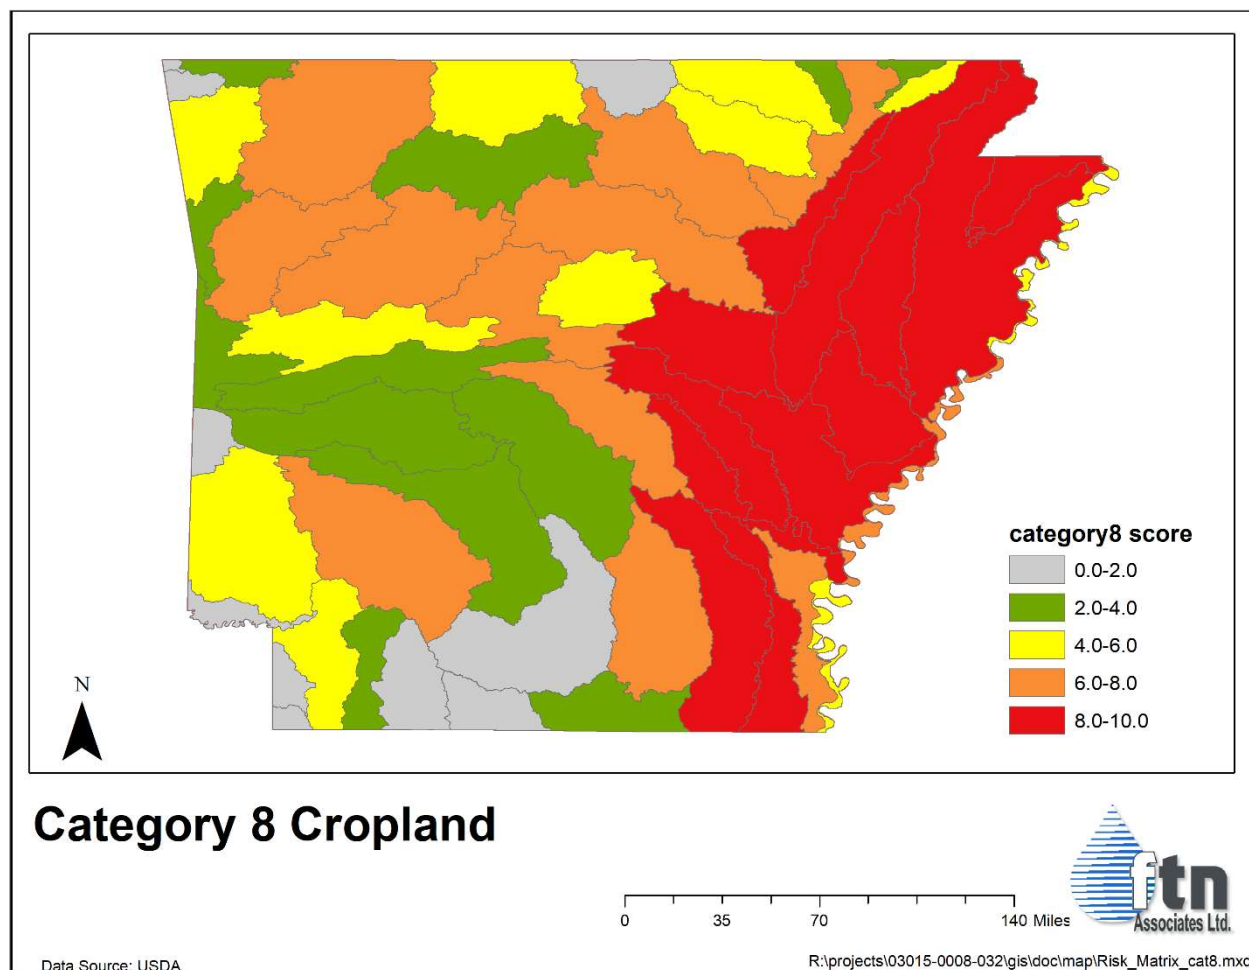 category8 score
0.0-2.0
2.0-4.0
4.0-6.0
6.0-8.0
8.0-10.0
N
Category 8 Cropland
0 35 70 140 Miles
ftn
Associates Ltd.
Data Source: USDA
R:\projects\03015-0008-032\gis\doc\map\Risk_Matrix_cat8.mxd